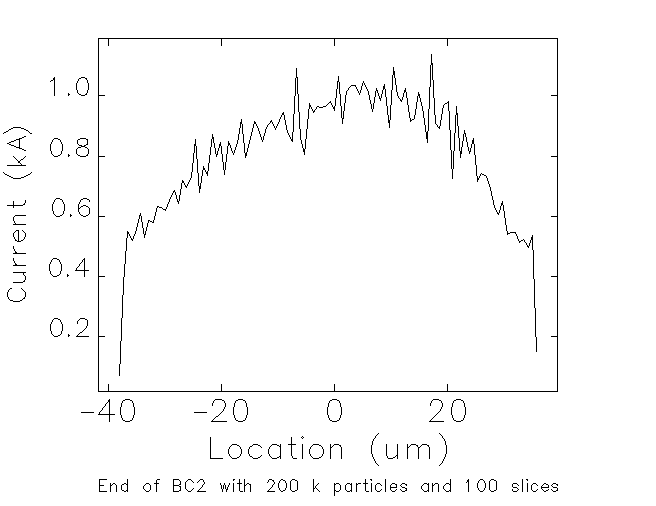 1.0
0.8
0.6
0.4
0.2
Current (kA)
-40 -20 0 20
Location (um)
End of BC2 with 200 k particles and 100 slices